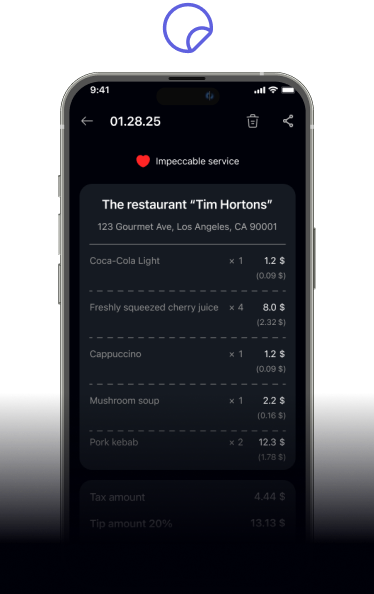 9:41
01.28.25
Impeccable service
The restaurant “Tim Hortons”
123 Gourmet Ave, Los Angeles, CA 90001
Coca-Cola Light × 1 1.2 $
(0.09 $)
Freshly squeezed cherry juice × 4 8.0 $
(2.32 $)
Cappuccino × 1 1.2 $
(0.09 $)
Mushroom soup × 1 2.2 $
(0.16 $)
Pork kebab × 2 12.3 $
(1.78 $)
Tax amount 4.44 $
Tip amount 20% 13.13 $